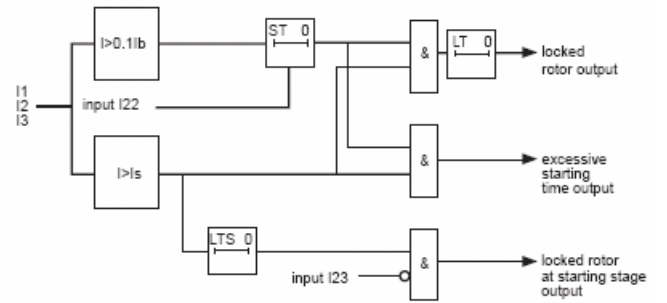 I>0.1Ib
ST 0
&
LT 0
locked
rotor output
I1
I2
I3
input I22
I>Is
&
excessive
starting
time output
LTS 0
input I23
&
locked rotor
at starting stage
output